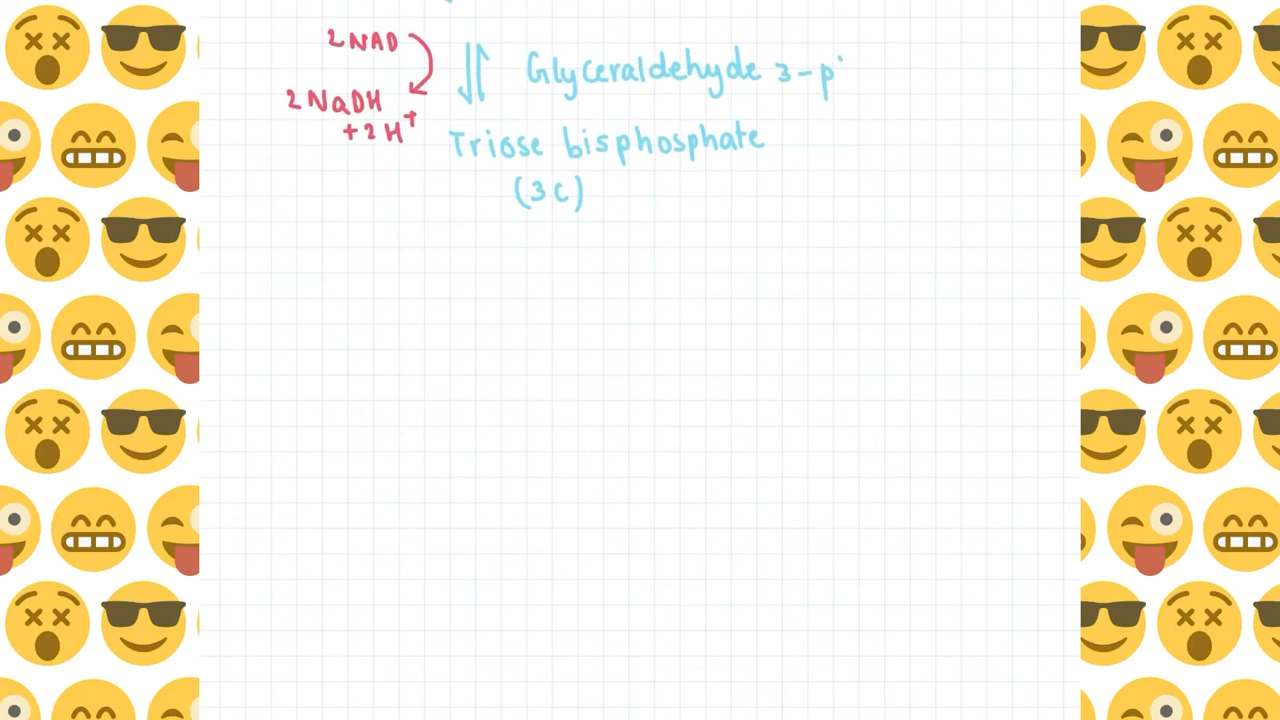 2NAD
Glyceraldehyde 3-p
2NaDH
+2H+
Triose bisphosphate
(3C)